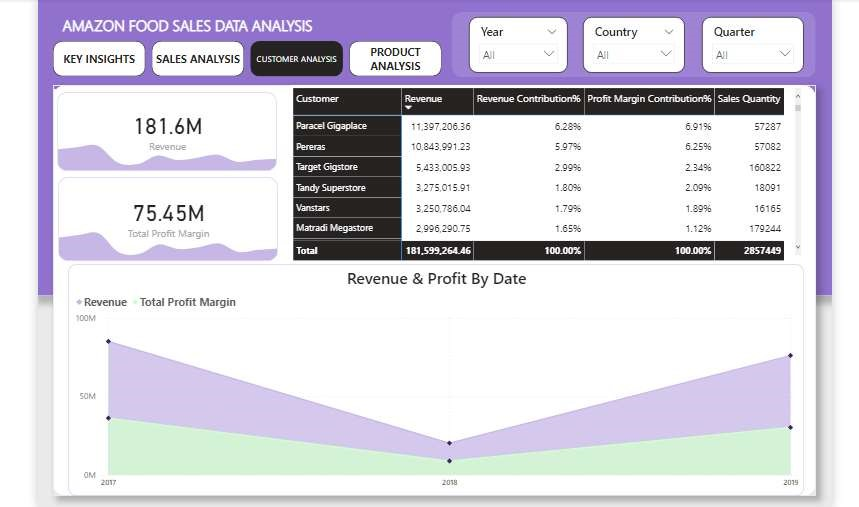 AMAZON FOOD SALES DATA ANALYSIS
KEY INSIGHTS
SALES ANALYSIS
CUSTOMER ANALYSIS
PRODUCT
ANALYSIS
Year
All
Country
All
Quarter
All
181.6M
Revenue
75.45M
Total Profit Margin
Customer Revenue Revenue Contribution% Profit Margin Contribution% Sales Quantity
Paracel Gigaplace 11,397,206.36 6.28% 6.91% 57287
Pereras 10,843,991.23 5.97% 6.25% 57082
Target Gigstore 5,433,005.93 2.99% 2.34% 160822
Tandy Superstore 3,275,015.91 1.80% 2.09% 18091
Vanstars 3,250,786.04 1.79% 1.89% 16165
Matradi Megastore 2,996,290.75 1.65% 1.12% 179244
Total 181,599,264.46 100.00% 100.00% 2857449
Revenue & Profit By Date
Revenue Total Profit Margin
100M
50M
0M
2017 2018 2019